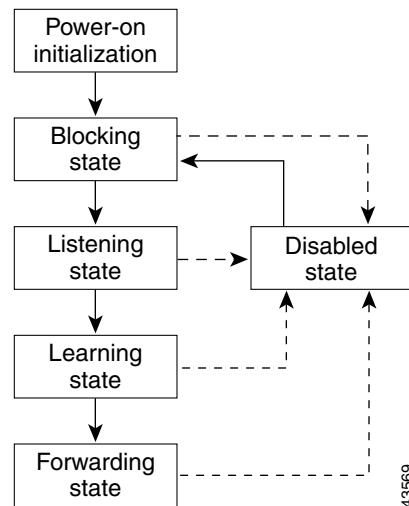 Power-on
initialization
Blocking
state
Listening
state
Disabled
state
Learning
state
Forwarding
state
43569